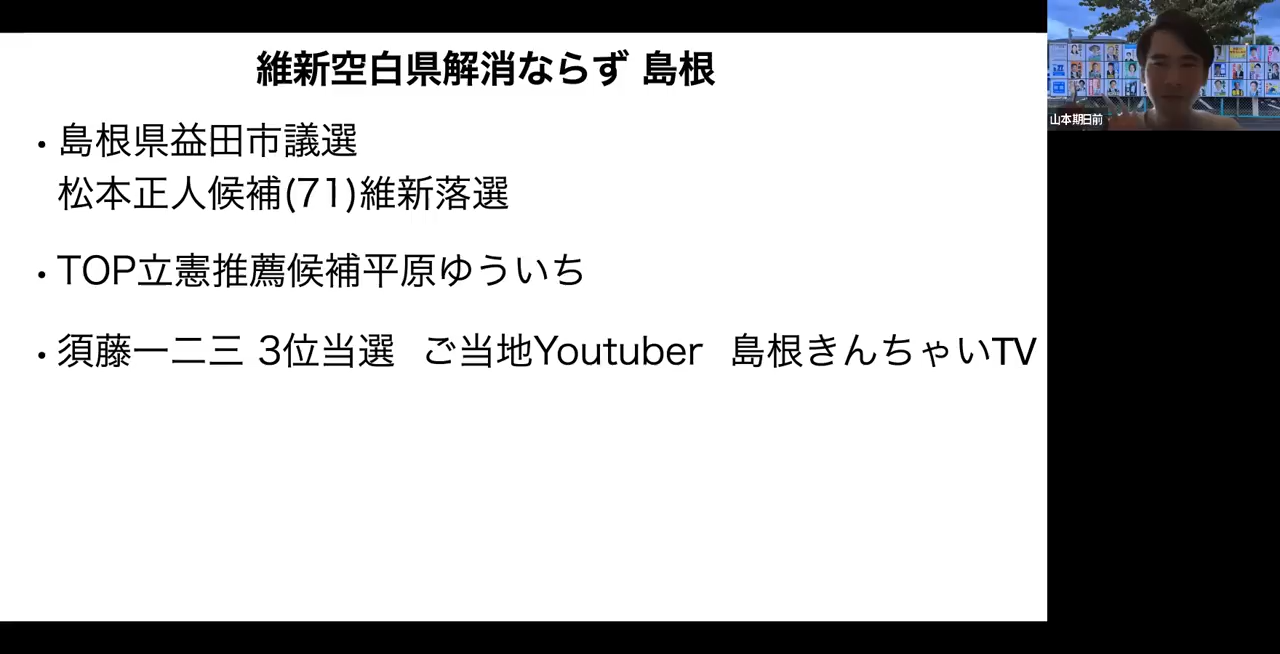 維新空白県解消ならず 島根
・島根県益田市議選
松本正人候補(71)維新落選
・TOP立憲推薦候補平原ゆういち
・須藤一二三 3位当選 ご当地Youtuber 島根きんちゃいTV
山本期日前